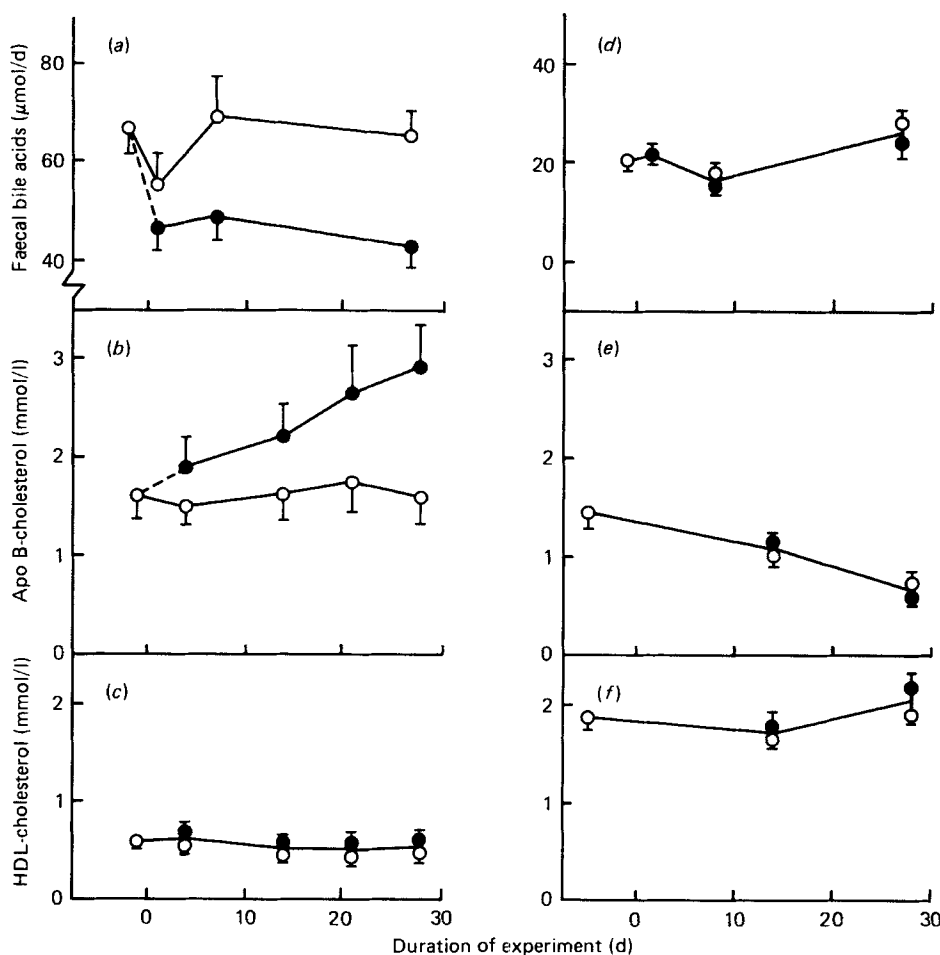 (a)
Faecal bile acids (μmol/d)
80
60
40
(d)
40
20
0
(b)
Apo B-cholesterol (mmol/l)
3
2
1
0
(e)
3
2
1
0
(c)
HDL-cholesterol (mmol/l)
2
1
0
(f)
2
1
0
0 10 20 30
0 10 20 30
Duration of experiment (d)